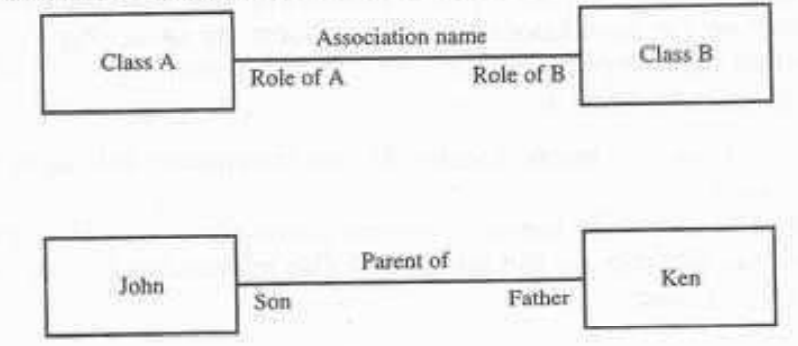 Association name
Class A
Class B
Role of A
Role of B
Parent of
John
Ken
Son
Father